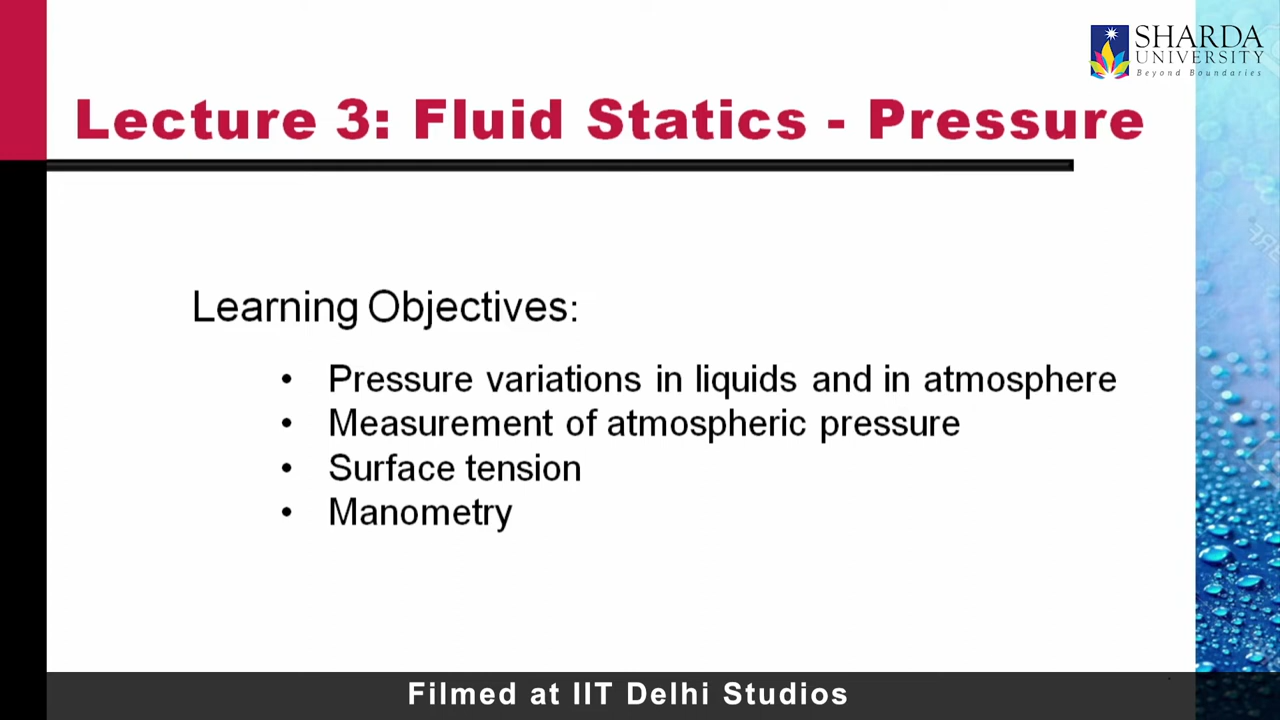 SHARDA
UNIVERSITY
Beyond Boundaries
Lecture 3: Fluid Statics - Pressure
Learning Objectives:
• Pressure variations in liquids and in atmosphere
• Measurement of atmospheric pressure
• Surface tension
• Manometry
Filmed at IIT Delhi Studios